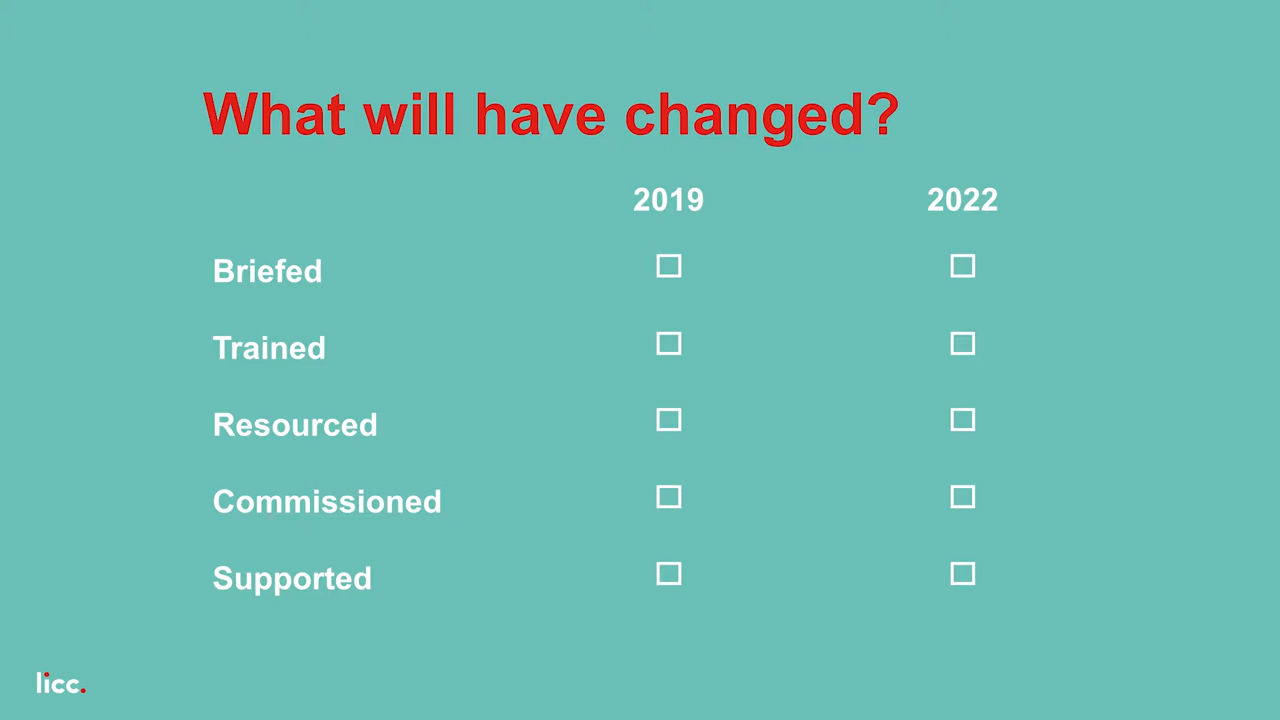 What will have changed?
2019 2022
Briefed ☐ ☐
Trained ☐ ☐
Resourced ☐ ☐
Commissioned ☐ ☐
Supported ☐ ☐
licc.